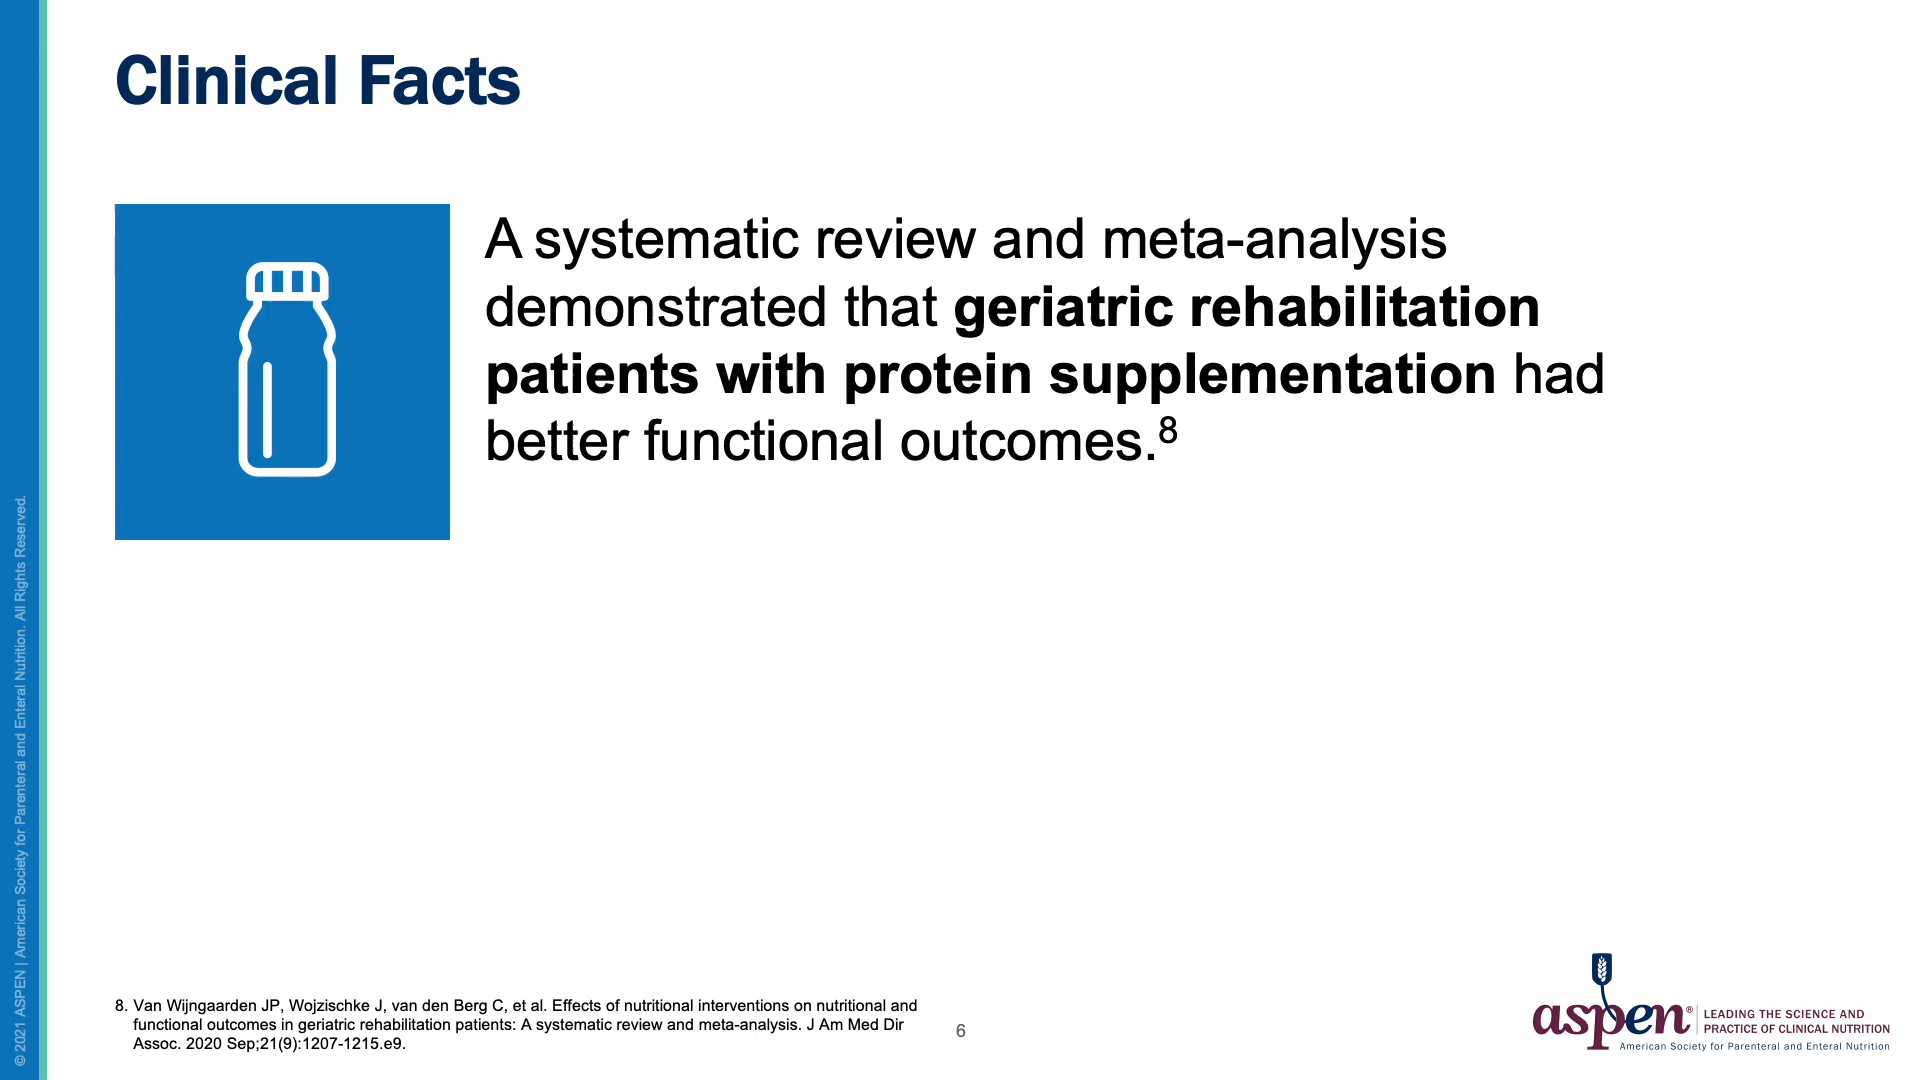 Clinical Facts
A systematic review and meta-analysis
demonstrated that geriatric rehabilitation
patients with protein supplementation had
better functional outcomes.8
8. Van Wijngaarden JP, Wojzischke J, van den Berg C, et al. Effects of nutritional interventions on nutritional and
functional outcomes in geriatric rehabilitation patients: A systematic review and meta-analysis. J Am Med Dir
Assoc. 2020 Sep;21(9):1207-1215.e9.
6
aspen®
LEADING THE SCIENCE AND
PRACTICE OF CLINICAL NUTRITION
American Society for Parenteral and Enteral Nutrition
© 2021 ASPEN | American Society for Parenteral and Enteral Nutrition. All Rights Reserved.